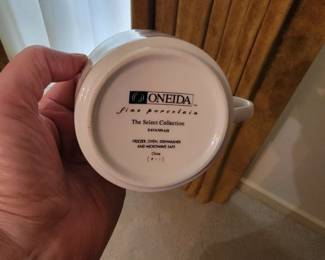 ONEIDA
fine porcelain
The Select Collection
FREEZER, OVEN, DISHWASHER
AND MICROWAVE SAFE